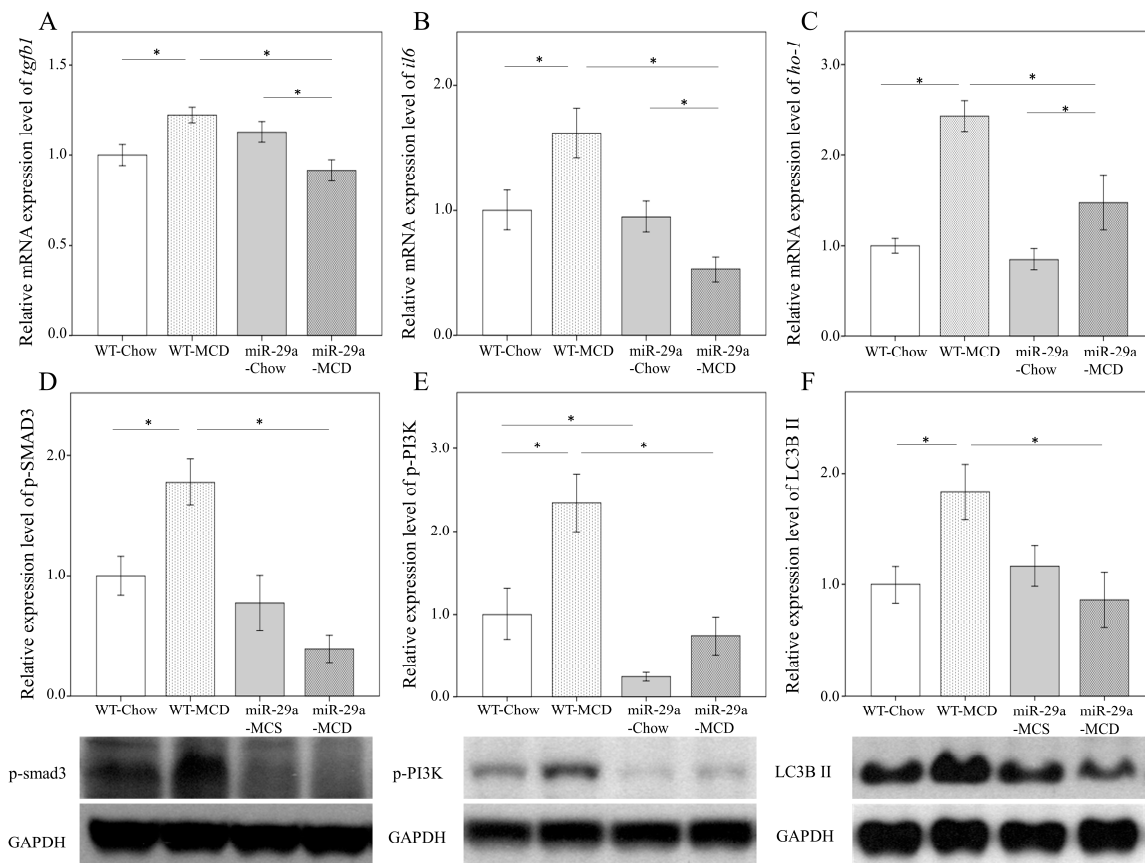 A
Relative mRNA expression level of tgfb1
1.5
1.0
0.5
0.0
*
*
*
WT-Chow
WT-MCD
miR-29a
-Chow
miR-29a
-MCD
B
Relative mRNA expression level of il6
2.0
1.0
0.0
*
*
*
WT-Chow
WT-MCD
miR-29a
-Chow
miR-29a
-MCD
C
Relative mRNA expression level of ho-1
3.0
2.0
1.0
0.0
*
*
*
WT-Chow
WT-MCD
miR-29a
-Chow
miR-29a
-MCD
D
Relative expression level of p-SMAD3
2.0
1.0
0.0
*
*
WT-Chow
WT-MCD
miR-29a
-MCS
miR-29a
-MCD
p-smad3
GAPDH
E
Relative expression level of p-PI3K
3.0
2.0
1.0
0.0
*
*
*
WT-Chow
WT-MCD
miR-29a
-Chow
miR-29a
-MCD
p-PI3K
GAPDH
F
Relative expression level of LC3B II
2.0
1.0
0.0
*
*
WT-Chow
WT-MCD
miR-29a
-MCS
miR-29a
-MCD
LC3B II
GAPDH